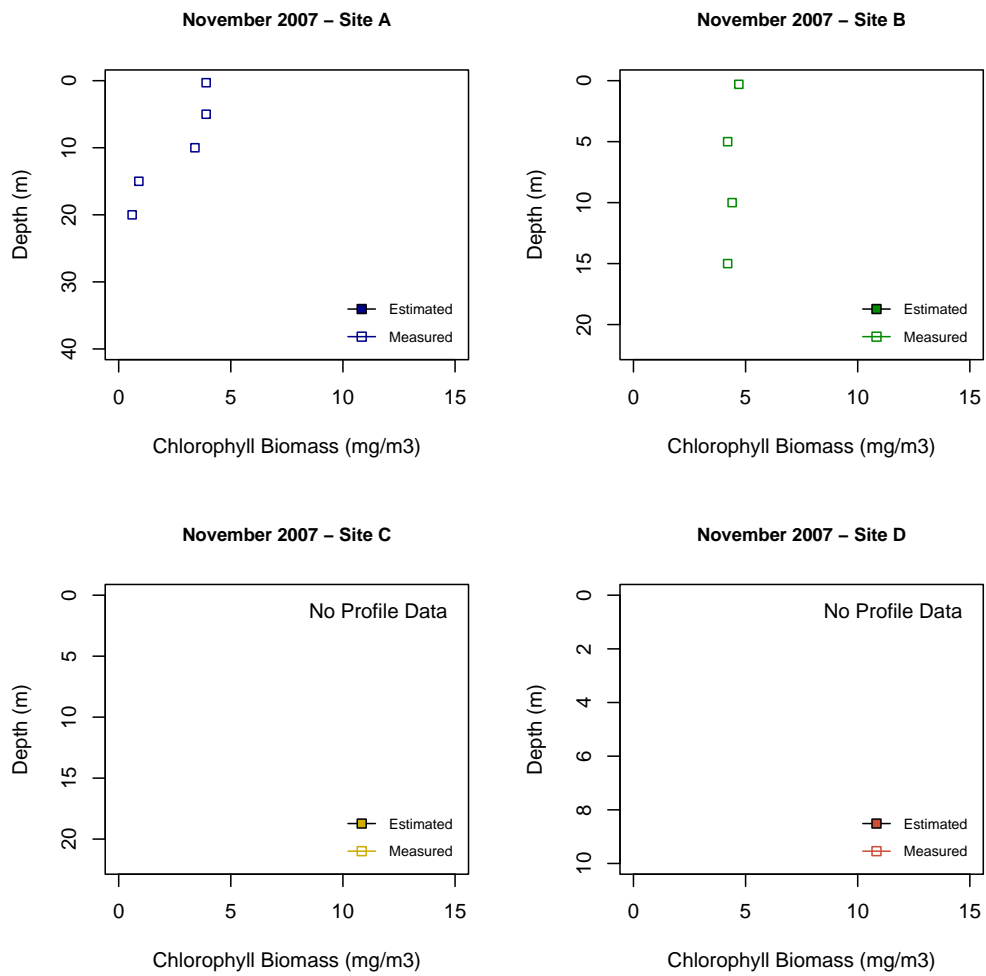 November 2007 – Site A
Depth (m)
0
10
20
30
40
Estimated
Measured
0 5 10 15
Chlorophyll Biomass (mg/m3)
November 2007 – Site B
Depth (m)
0
5
10
15
20
Estimated
Measured
0 5 10 15
Chlorophyll Biomass (mg/m3)
November 2007 – Site C
No Profile Data
Depth (m)
0
5
10
15
20
Estimated
Measured
0 5 10 15
Chlorophyll Biomass (mg/m3)
November 2007 – Site D
No Profile Data
Depth (m)
0
2
4
6
8
10
Estimated
Measured
0 5 10 15
Chlorophyll Biomass (mg/m3)